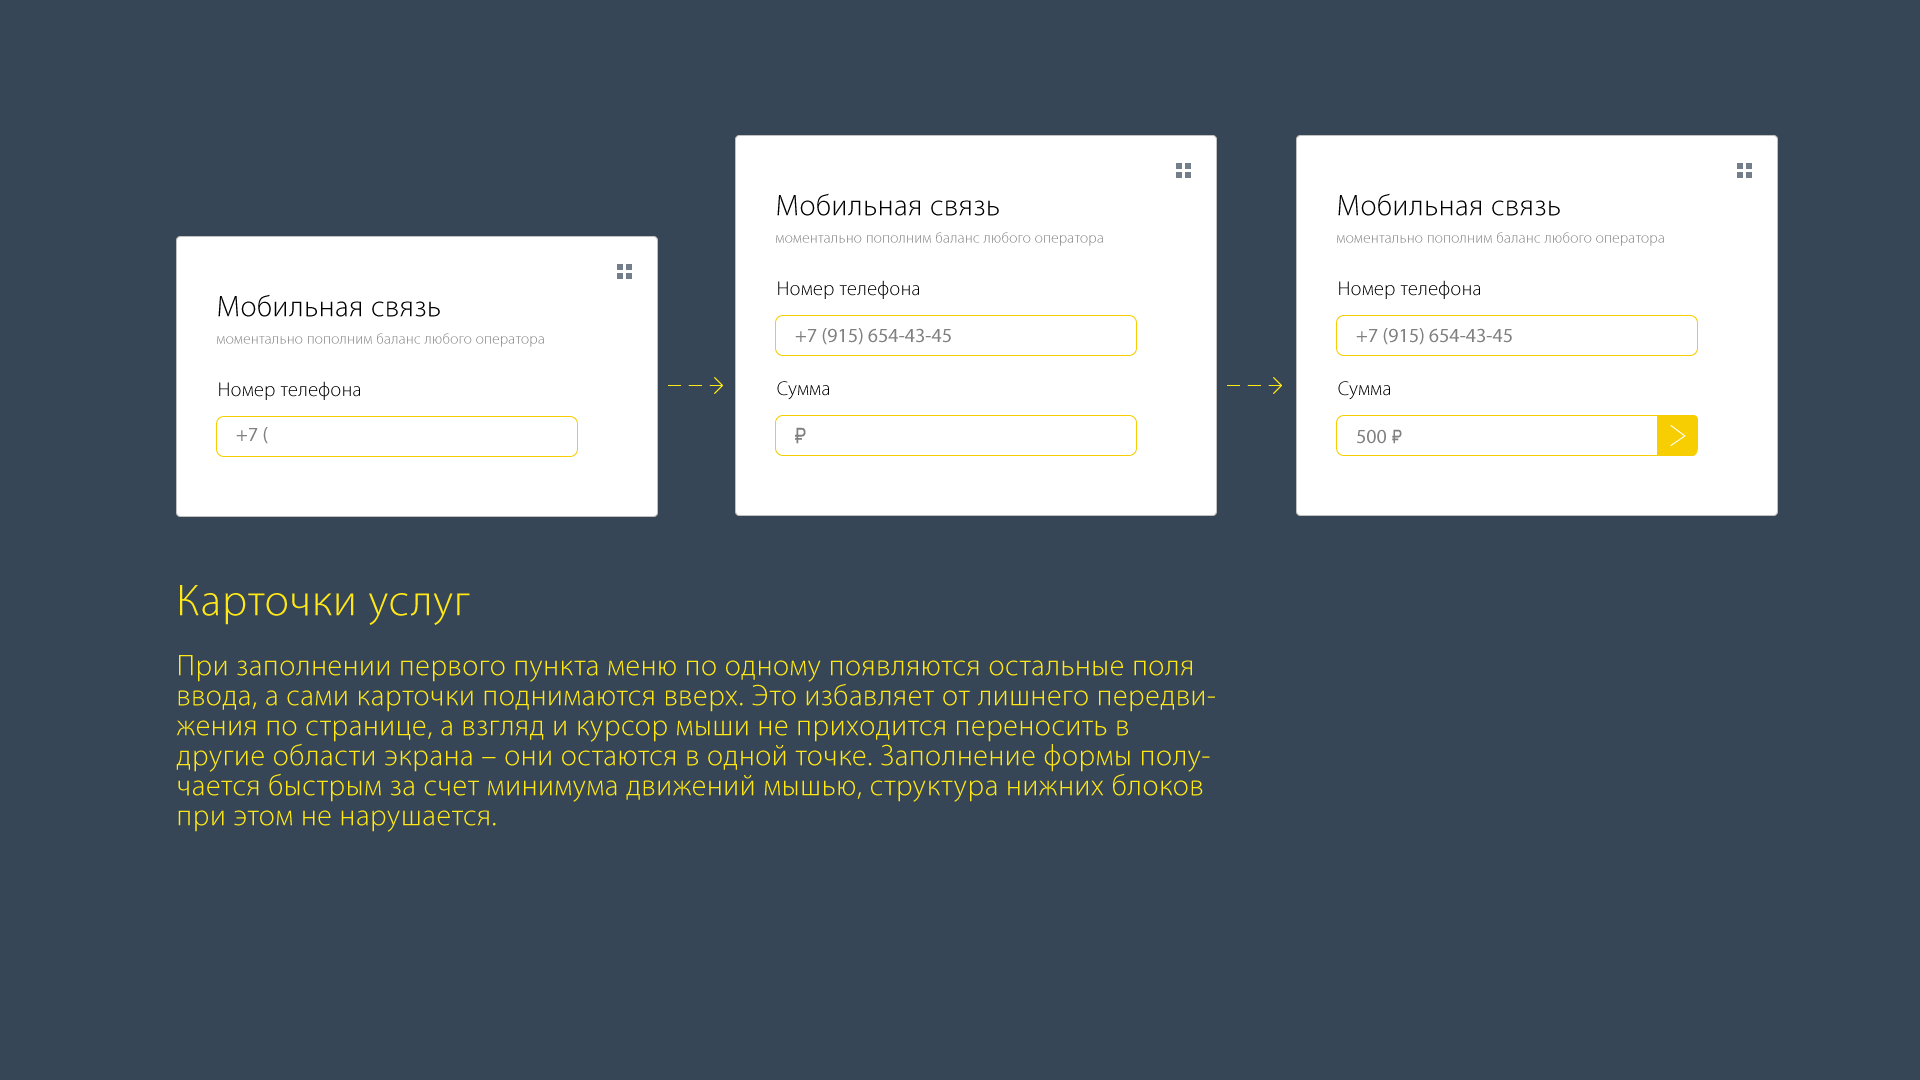 Мобильная связь
моментально пополним баланс любого оператора
Номер телефона
+7 (
Мобильная связь
моментально пополним баланс любого оператора
Номер телефона
+7 (915) 654-43-45
Сумма
₽
Мобильная связь
моментально пополним баланс любого оператора
Номер телефона
+7 (915) 654-43-45
Сумма
500 ₽
Карточки услуг
При заполнении первого пункта меню по одному появляются остальные поля
ввода, а сами карточки поднимаются вверх. Это избавляет от лишнего передви-
жения по странице, а взгляд и курсор мыши не приходится переносить в
другие области экрана – они остаются в одной точке. Заполнение формы полу-
чается быстрым за счет минимума движений мышью, структура нижних блоков
при этом не нарушается.